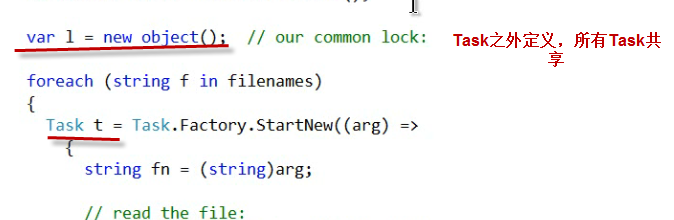 var l = new object();  // our common lock:
Task之外定义，所有Task共
享
foreach (string f in filenames)
{
Task t = Task.Factory.StartNew((arg) =>
{
string fn = (string)arg;
// read the file: